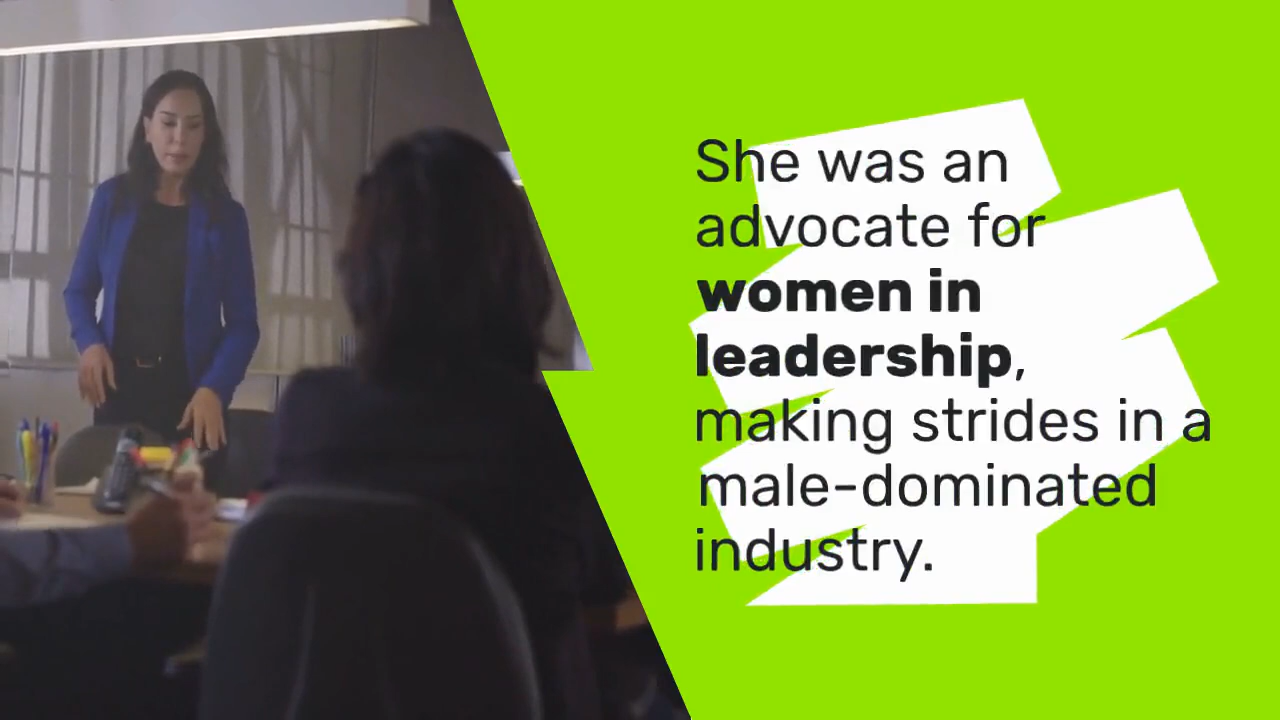 She was an
advocate for
women in
leadership,
making strides in a
male-dominated
industry.